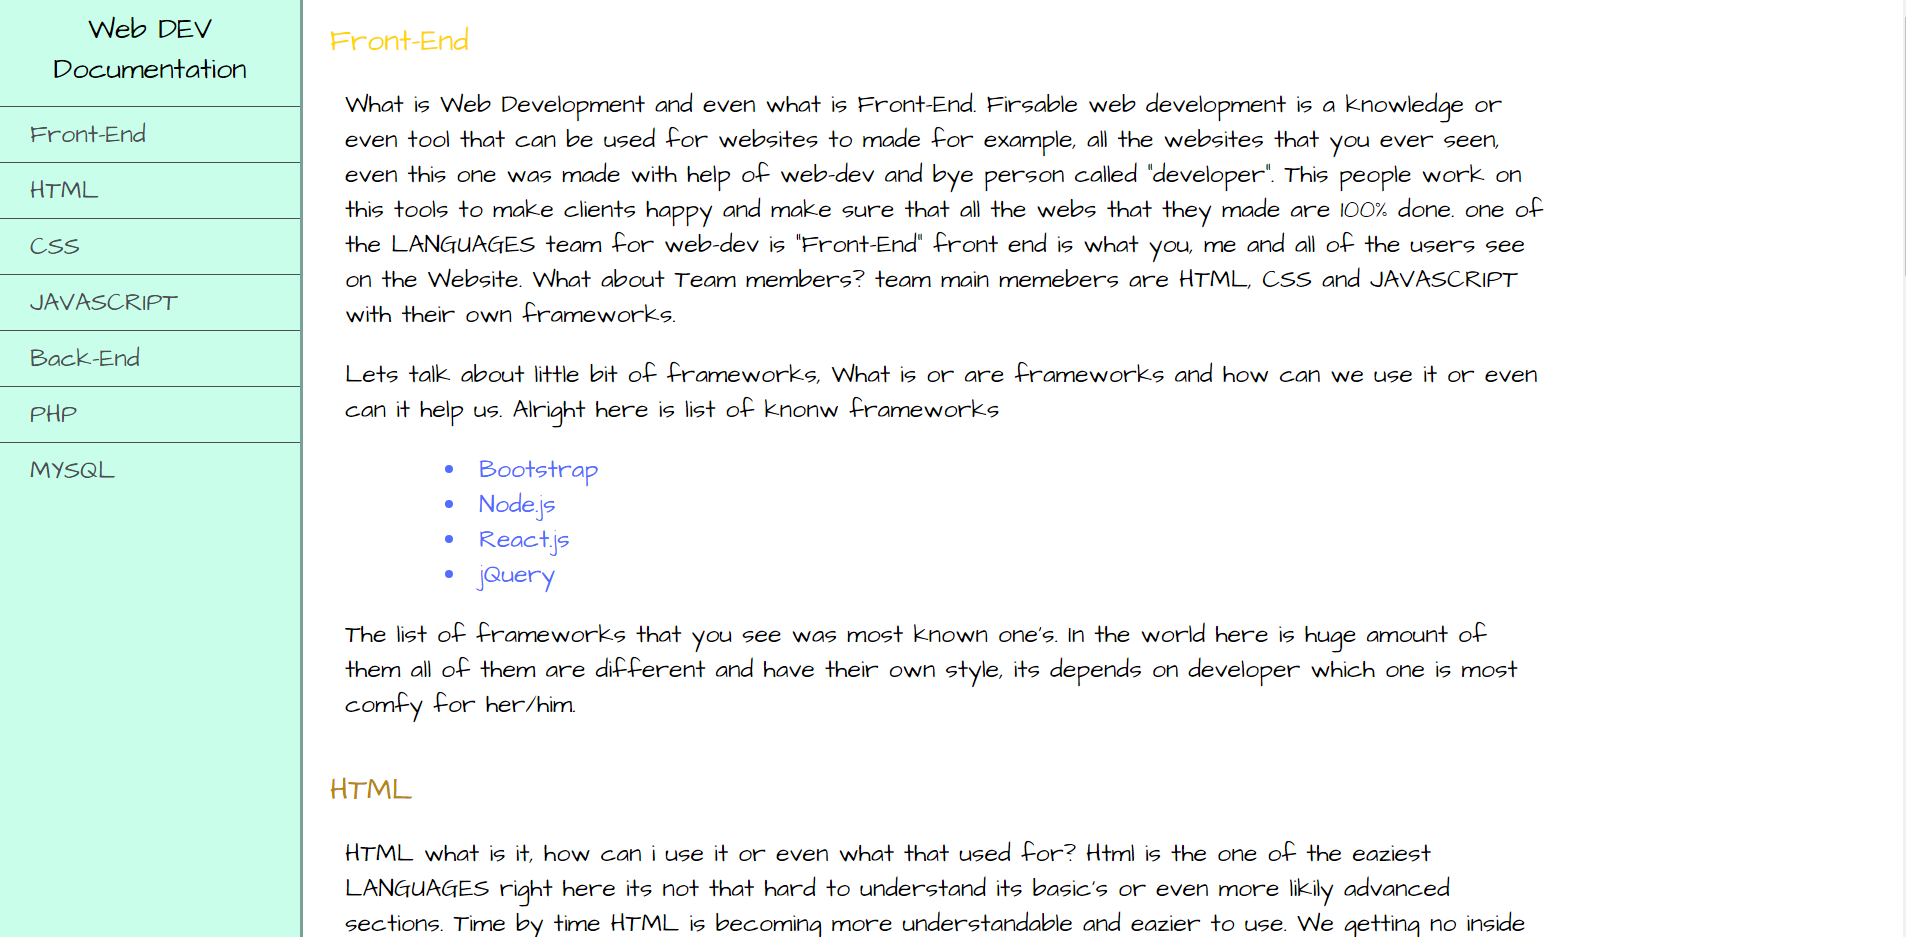 Web DEV
Documentation
Front-End
HTML
CSS
JAVASCRIPT
Back-End
PHP
MYSQL
Front-End
What is Web Development and even what is Front-End. Firsable web development is a knowledge or
even tool that can be used for websites to made for example, all the websites that you ever seen,
even this one was made with help of web-dev and bye person called "developer". This people work on
this tools to make clients happy and make sure that all the webs that they made are 100% done. one of
the LANGUAGES team for web-dev is "Front-End" front end is what you, me and all of the users see
on the Website. What about Team members? team main memebers are HTML, CSS and JAVASCRIPT
with their own frameworks.
Lets talk about little bit of frameworks, What is or are frameworks and how can we use it or even
can it help us. Alright here is list of knonw frameworks
• Bootstrap
• Node.js
• React.js
• jQuery
The list of frameworks that you see was most known one's. In the world here is huge amount of
them all of them are different and have their own style, its depends on developer which one is most
comfy for her/him.
HTML
HTML what is it, how can i use it or even what that used for? Html is the one of the eaziest
LANGUAGES right here its not that hard to understand its basic's or even more likily advanced
sections. Time by time HTML is becoming more understandable and eazier to use. We getting no inside